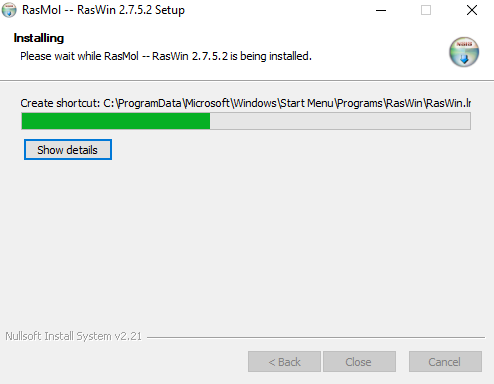 RasMol -- RasWin 2.7.5.2 Setup
Installing
Please wait while RasMol -- RasWin 2.7.5.2 is being installed.
Create shortcut: C:\ProgramData\Microsoft\Windows\Start Menu\Programs\RasWin\RasWin.lr
Show details
Nullsoft Install System v2.21
< Back Close Cancel